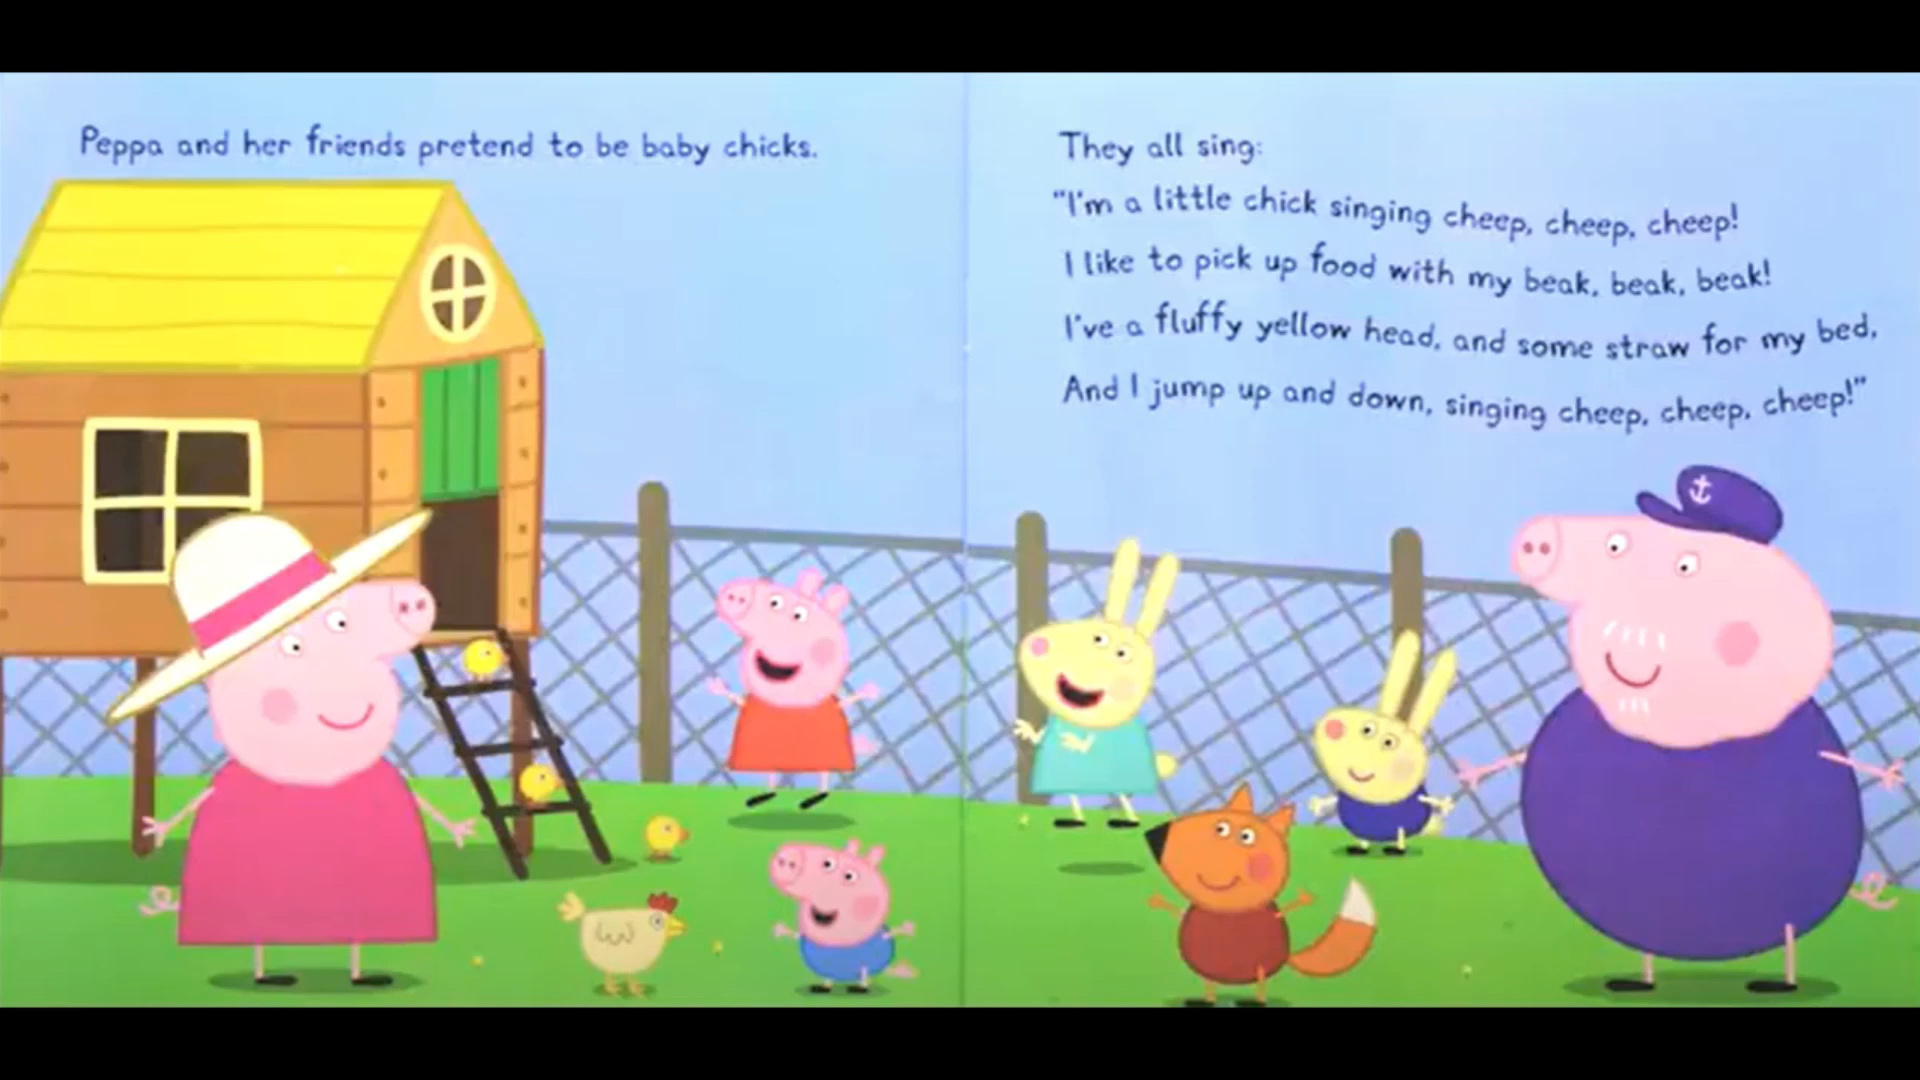 Peppa and her friends pretend to be baby chicks.
They all sing:
"I'm a little chick singing cheep, cheep, cheep!
I like to pick up food with my beak, beak, beak!
I've a fluffy yellow head, and some straw for my bed,
And I jump up and down, singing cheep, cheep, cheep!"